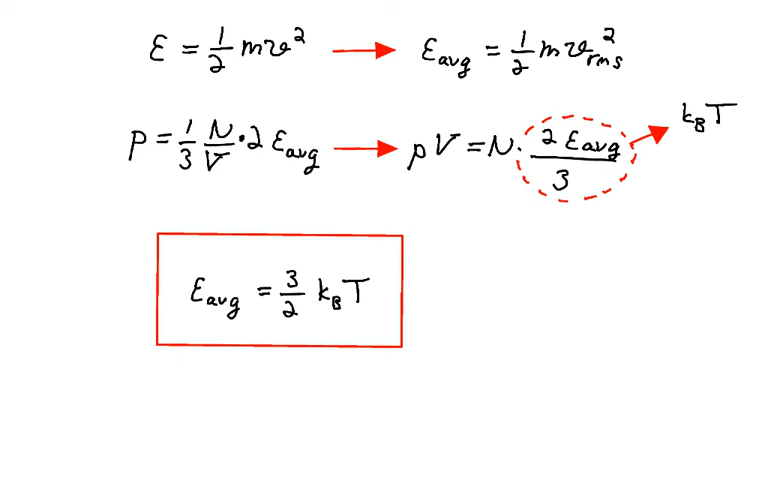 ε = 1/2 mv² → ε_avg = 1/2 mv²_rms
p = 1/3 N/V · 2 ε_avg → pV = N · 2 ε_avg / 3 → k_B T
ε_avg = 3/2 k_B T